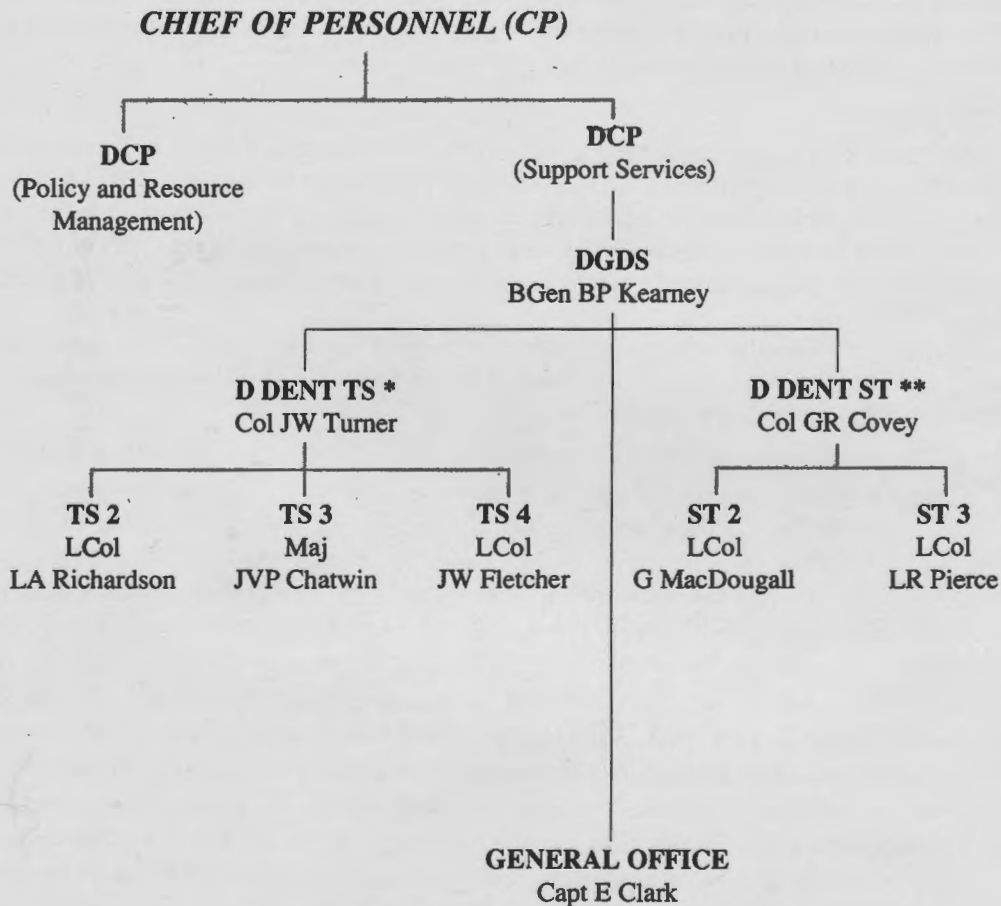 CHIEF OF PERSONNEL (CP)
DCP
(Policy and Resource
Management)
DCP
(Support Services)
DGDS
BGen BP Kearney
D DENT TS *
Col JW Turner
D DENT ST **
Col GR Covey
TS 2
LCol
LA Richardson
TS 3
Maj
JVP Chatwin
TS 4
LCol
JW Fletcher
ST 2
LCol
G MacDougall
ST 3
LCol
LR Pierce
GENERAL OFFICE
Capt E Clark